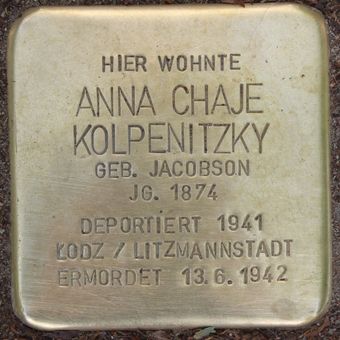 HIER WOHNTE
ANNA CHAJE
KOLPENITZKY
GEB. JACOBSON
JG. 1874
DEPORTIERT 1941
ŁODZ / LITZMANNSTADT
ERMORDET 13.6.1942